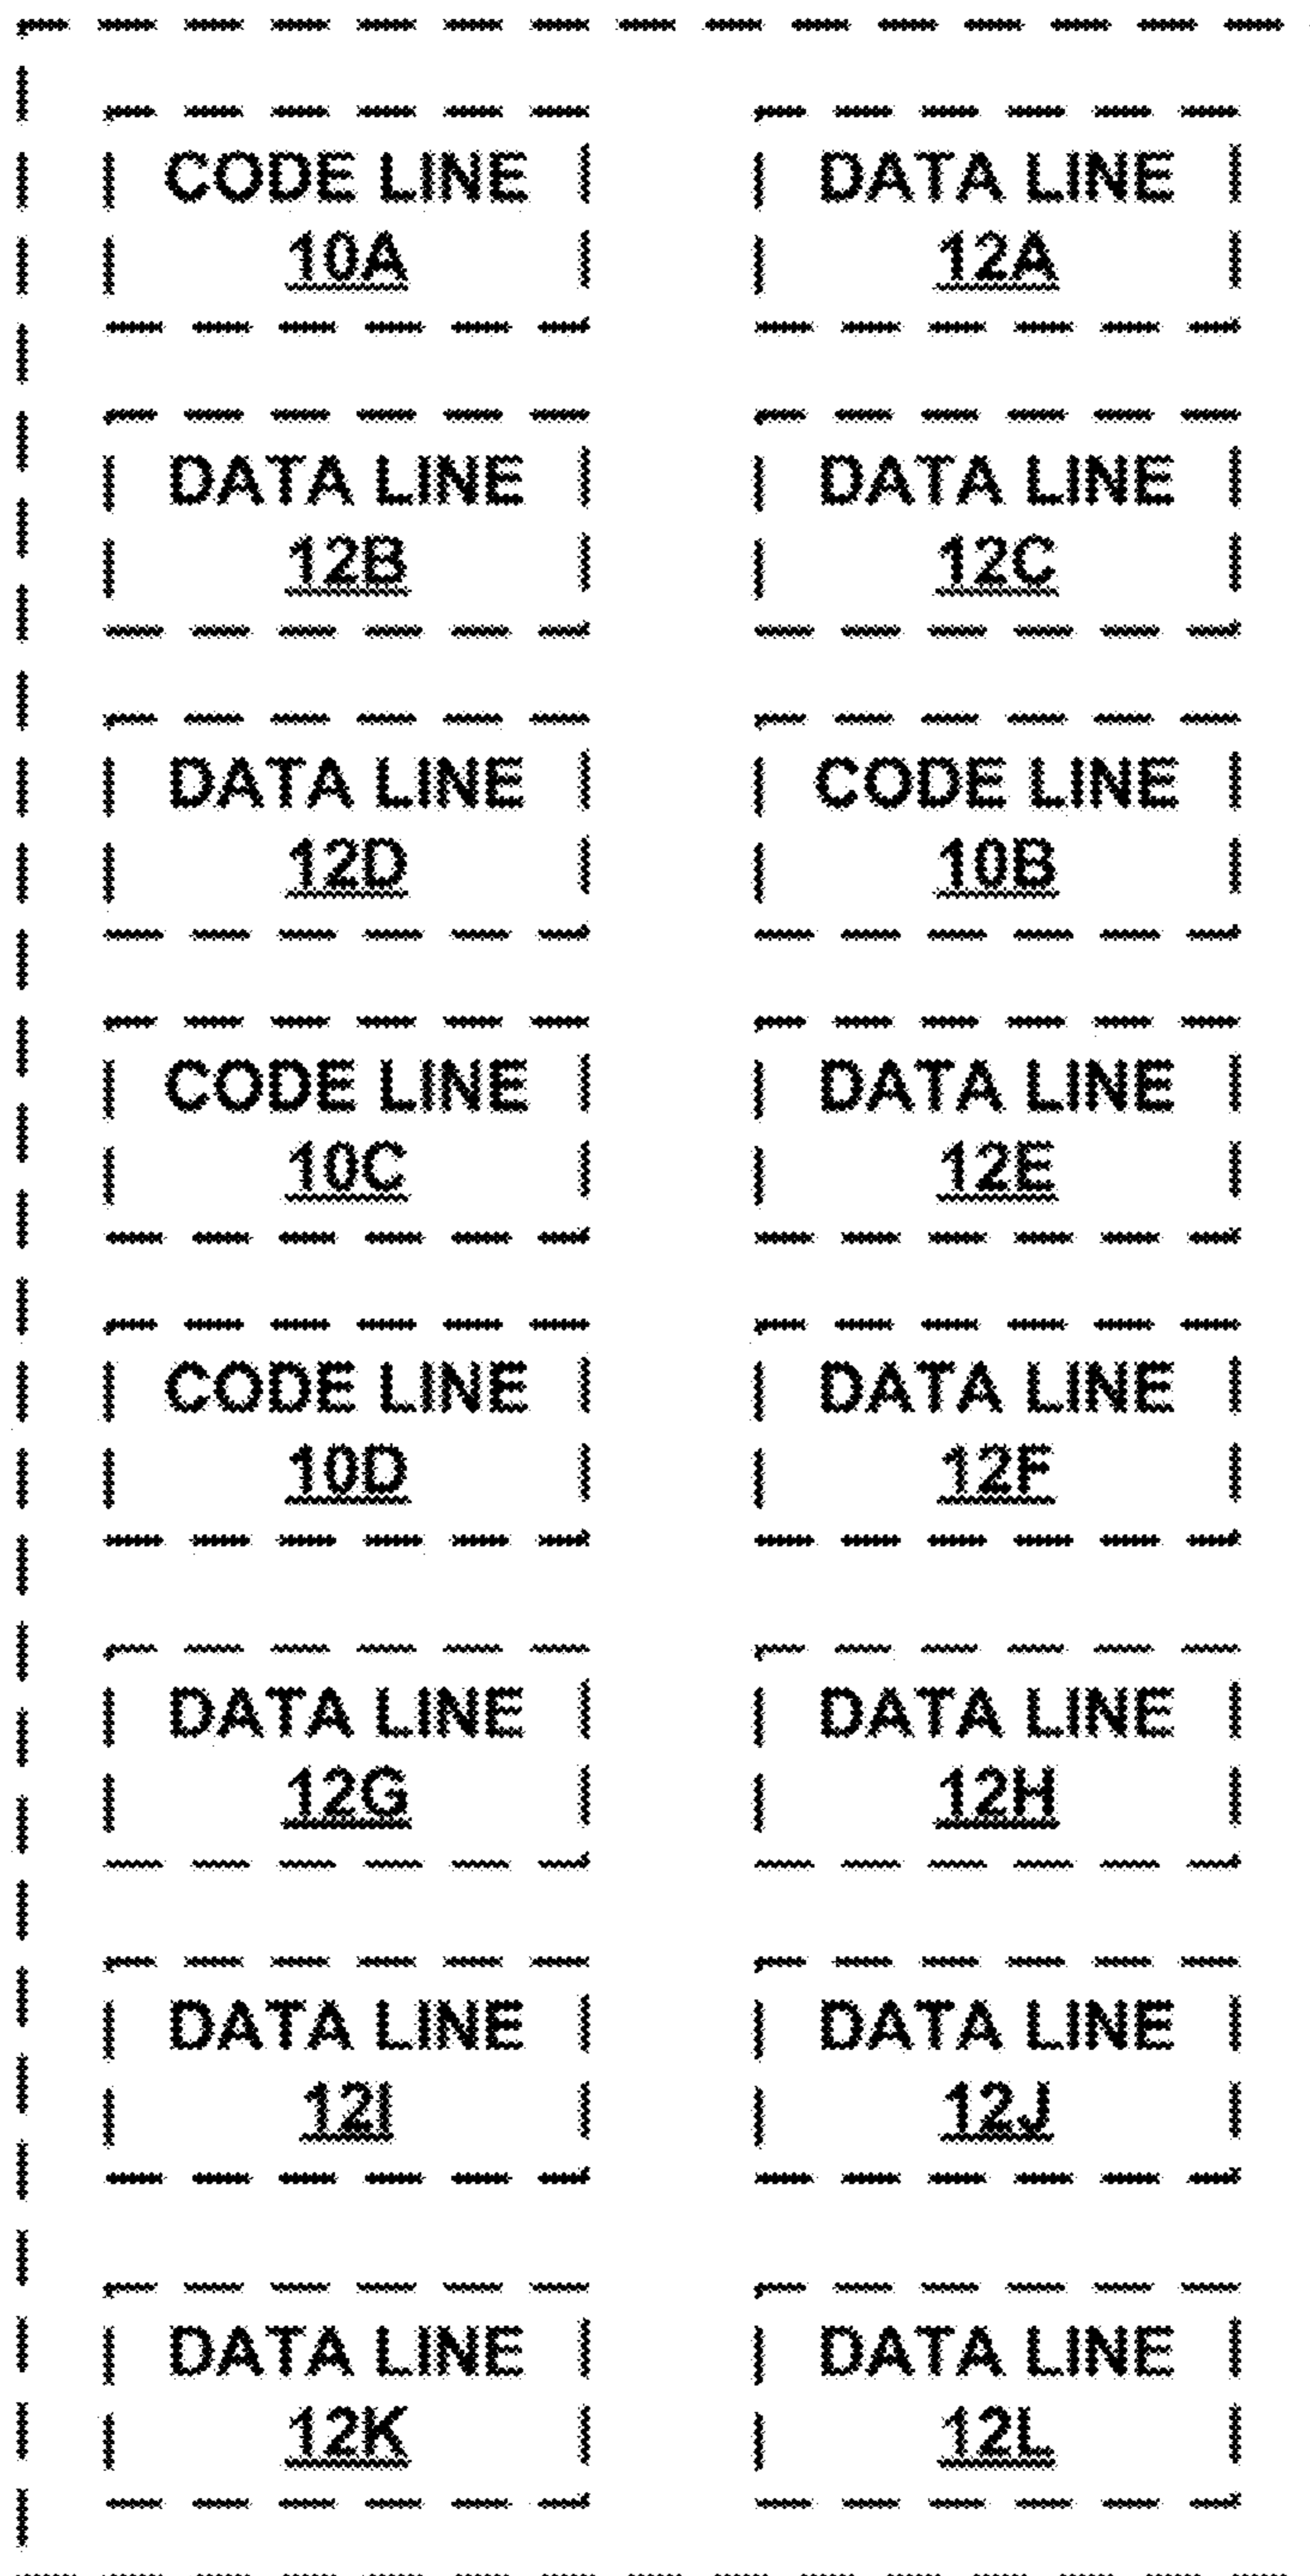 CODE LINE
10A
DATA LINE
12A
DATA LINE
12B
DATA LINE
12C
DATA LINE
12D
CODE LINE
10B
CODE LINE
10C
DATA LINE
12E
CODE LINE
10D
DATA LINE
12F
DATA LINE
12G
DATA LINE
12H
DATA LINE
12I
DATA LINE
12J
DATA LINE
12K
DATA LINE
12L